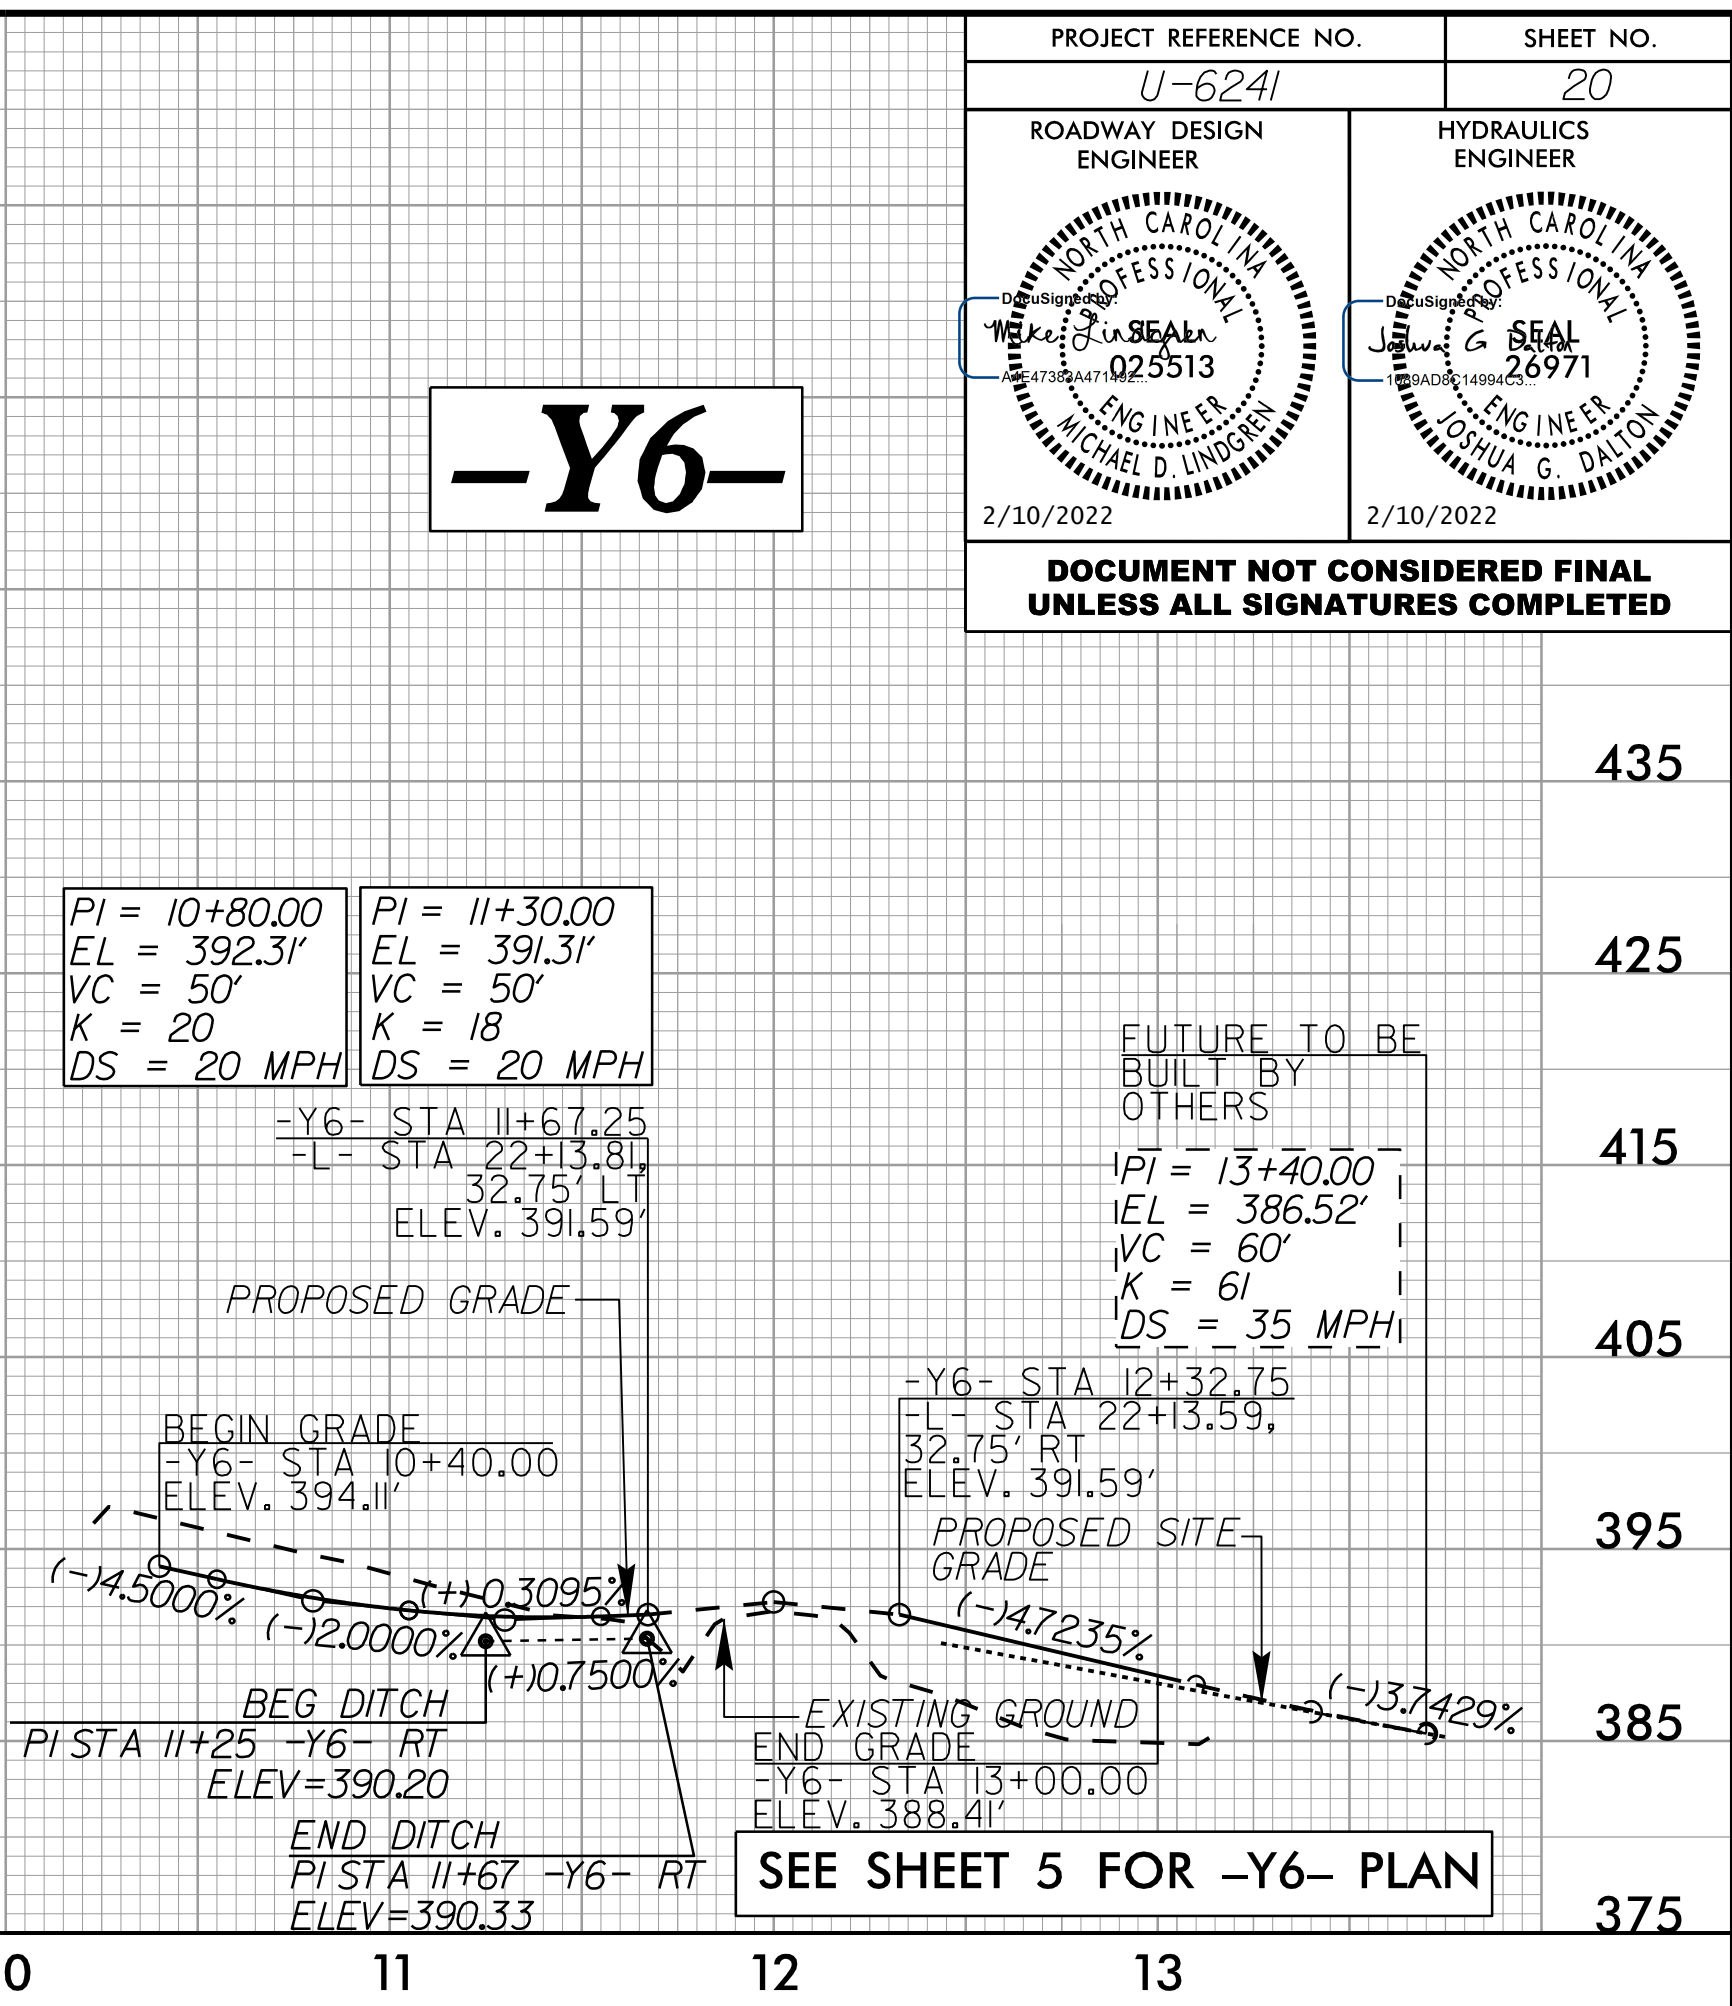 PROJECT REFERENCE NO.
SHEET NO.
U-6241
20
ROADWAY DESIGN
ENGINEER
HYDRAULICS
ENGINEER
NORTH CAROLINA
PROFESSIONAL
DocuSigned by:
Mike Lindgren
SEAL
025513
A4E47383A471492...
ENGINEER
MICHAEL D. LINDGREN
2/10/2022
NORTH CAROLINA
PROFESSIONAL
DocuSigned by:
Joshua G Dalton
SEAL
26971
1089AD8C14994C3...
ENGINEER
JOSHUA G. DALTON
2/10/2022
DOCUMENT NOT CONSIDERED FINAL
UNLESS ALL SIGNATURES COMPLETED
–Y6–
435
425
415
405
395
385
375
PI = 10+80.00
EL = 392.31'
VC = 50'
K = 20
DS = 20 MPH
PI = 11+30.00
EL = 391.31'
VC = 50'
K = 18
DS = 20 MPH
-Y6- STA 11+67.25
-L- STA 22+13.81,
32.75' LT
ELEV. 391.59'
FUTURE TO BE
BUILT BY
OTHERS
PI = 13+40.00
EL = 386.52'
VC = 60'
K = 61
DS = 35 MPH
PROPOSED GRADE
-Y6- STA 12+32.75
-L- STA 22+13.59,
32.75' RT
ELEV. 391.59'
BEGIN GRADE
-Y6- STA 10+40.00
ELEV. 394.11'
PROPOSED SITE
GRADE
(-)4.5000%
(-)2.0000%
(+)0.3095%
(+)0.7500%
(-)4.7235%
(-)3.7429%
BEG DITCH
PI STA 11+25 -Y6- RT
ELEV=390.20
EXISTING GROUND
END GRADE
-Y6- STA 13+00.00
ELEV. 388.41'
END DITCH
PI STA 11+67 -Y6- RT
ELEV=390.33
SEE SHEET 5 FOR –Y6– PLAN
0
11
12
13